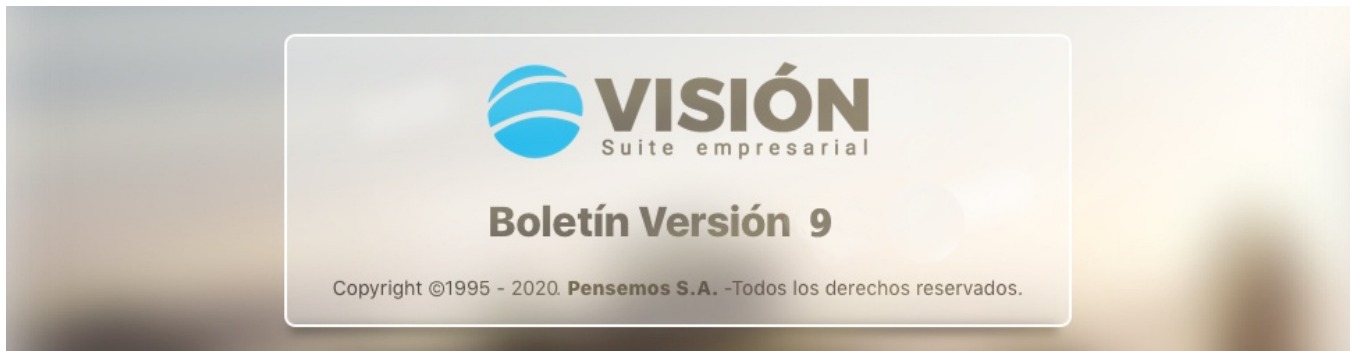 VISIÓN
Suite empresarial
Boletín Versión 9
Copyright ©1995 - 2020. Pensemos S.A. -Todos los derechos reservados.